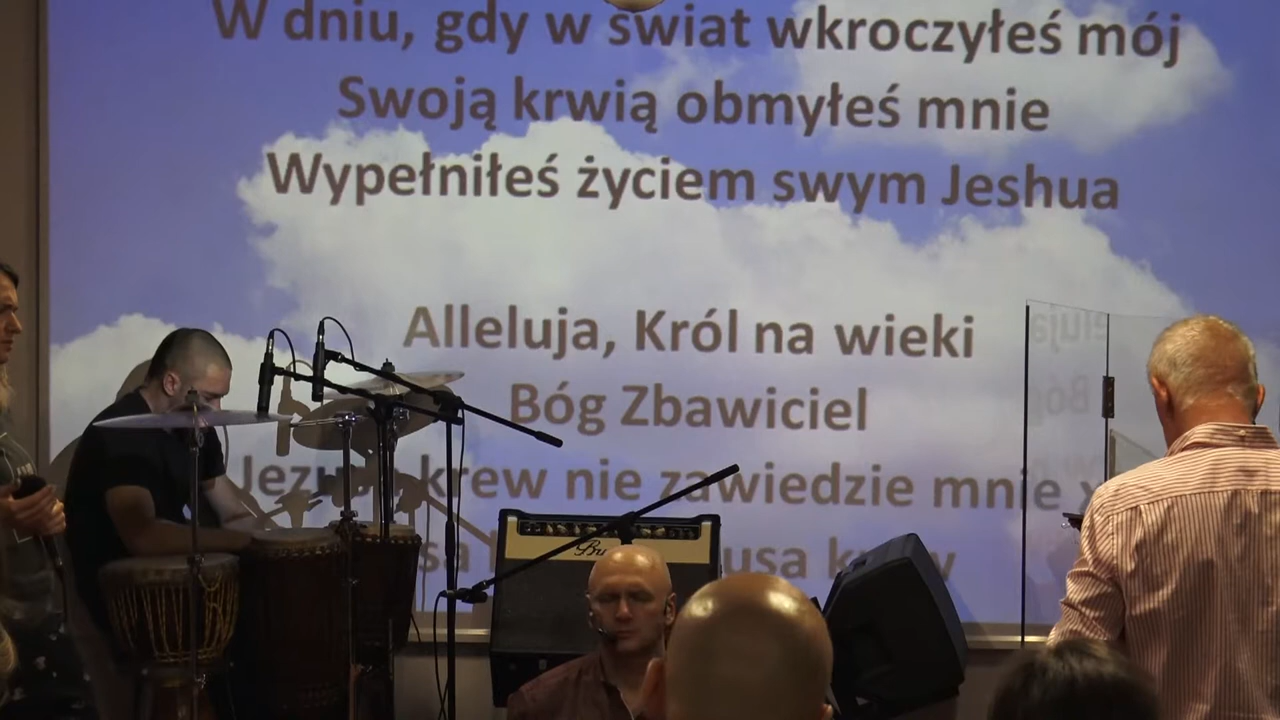 W dniu, gdy w świat wkroczyłeś mój
Swoją krwią obmyłeś mnie
Wypełniłeś życiem swym Jeshua
Alleluja, Król na wieki
Bóg Zbawiciel
krew nie zawiedzie mnie